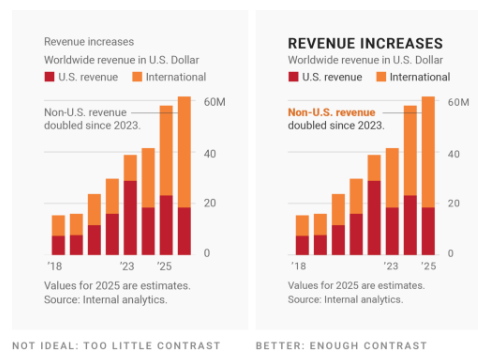 Revenue increases
Worldwide revenue in U.S. Dollar
U.S. revenue International
60M
Non-U.S. revenue
doubled since 2023.
40
20
0
'18 '23 '25
Values for 2025 are estimates.
Source: Internal analytics.
NOT IDEAL: TOO LITTLE CONTRAST
REVENUE INCREASES
Worldwide revenue in U.S. Dollar
U.S. revenue International
60M
Non-U.S. revenue
doubled since 2023.
40
20
0
'18 '23 '25
Values for 2025 are estimates.
Source: Internal analytics.
BETTER: ENOUGH CONTRAST